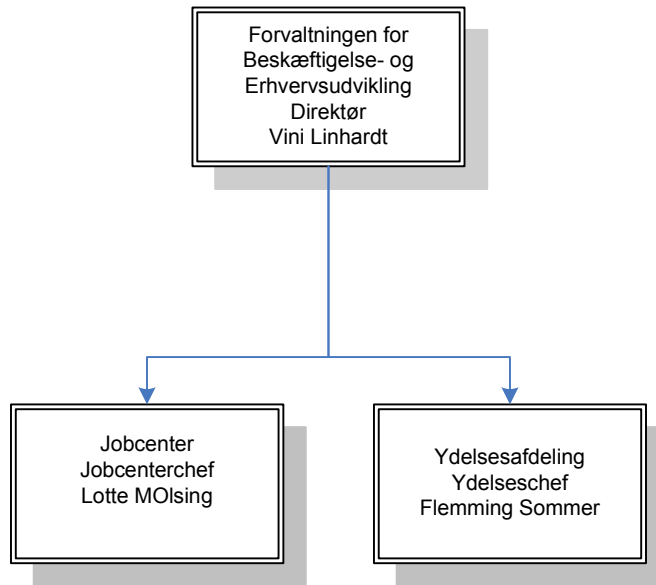 Forvaltningen for
Beskæftigelse- og
Erhvervsudvikling
Direktør
Vini Linhardt
Jobcenter
Jobcenterchef
Lotte MOlsing
Ydelsesafdeling
Ydelseschef
Flemming Sommer